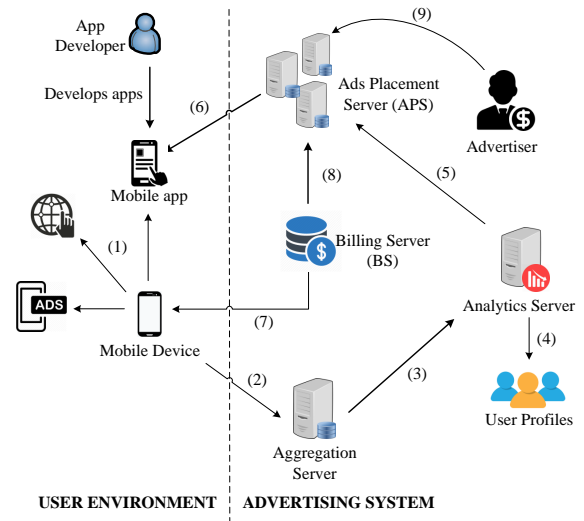 App
Developer
Develops apps
(6)
(9)
Ads Placement
Server (APS)
Advertiser
Mobile app
(8)
(5)
(1)
Billing Server
(BS)
ADS
(7)
Analytics Server
Mobile Device
(2)
(3)
(4)
User Profiles
Aggregation
Server
USER ENVIRONMENT
ADVERTISING SYSTEM